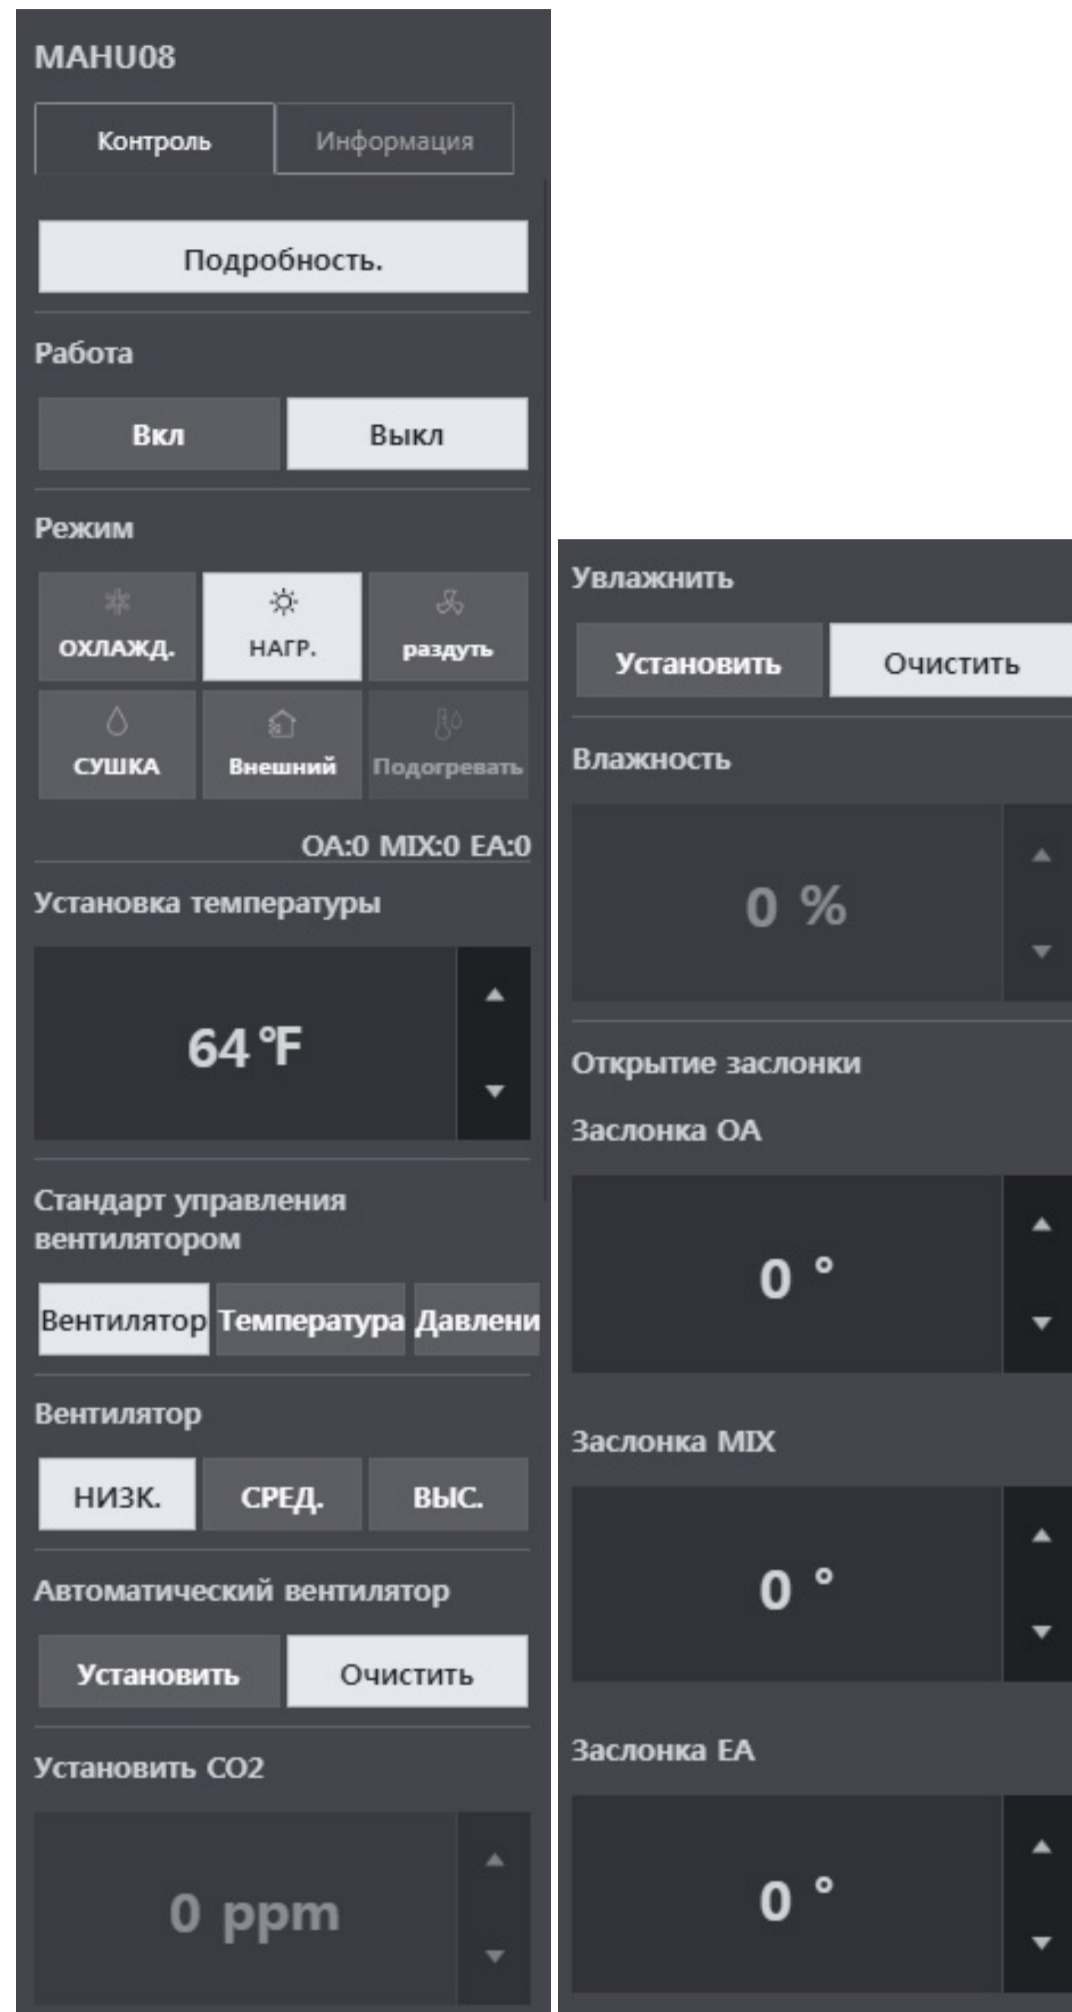 MAHU08
Контроль Информация
Подробность.
Работа
Вкл Выкл
Режим
ОХЛАЖД. НАГР. раздуть
СУШКА Внешний Подогревать
OA:0 MIX:0 EA:0
Установка температуры
64°F
Стандарт управления
вентилятором
Вентилятор Температура Давлени
Вентилятор
НИЗК. СРЕД. ВЫС.
Автоматический вентилятор
Установить Очистить
Установить CO2
0 ppm
Увлажнить
Установить Очистить
Влажность
0 %
Открытие заслонки
Заслонка OA
0 °
Заслонка MIX
0 °
Заслонка EA
0 °